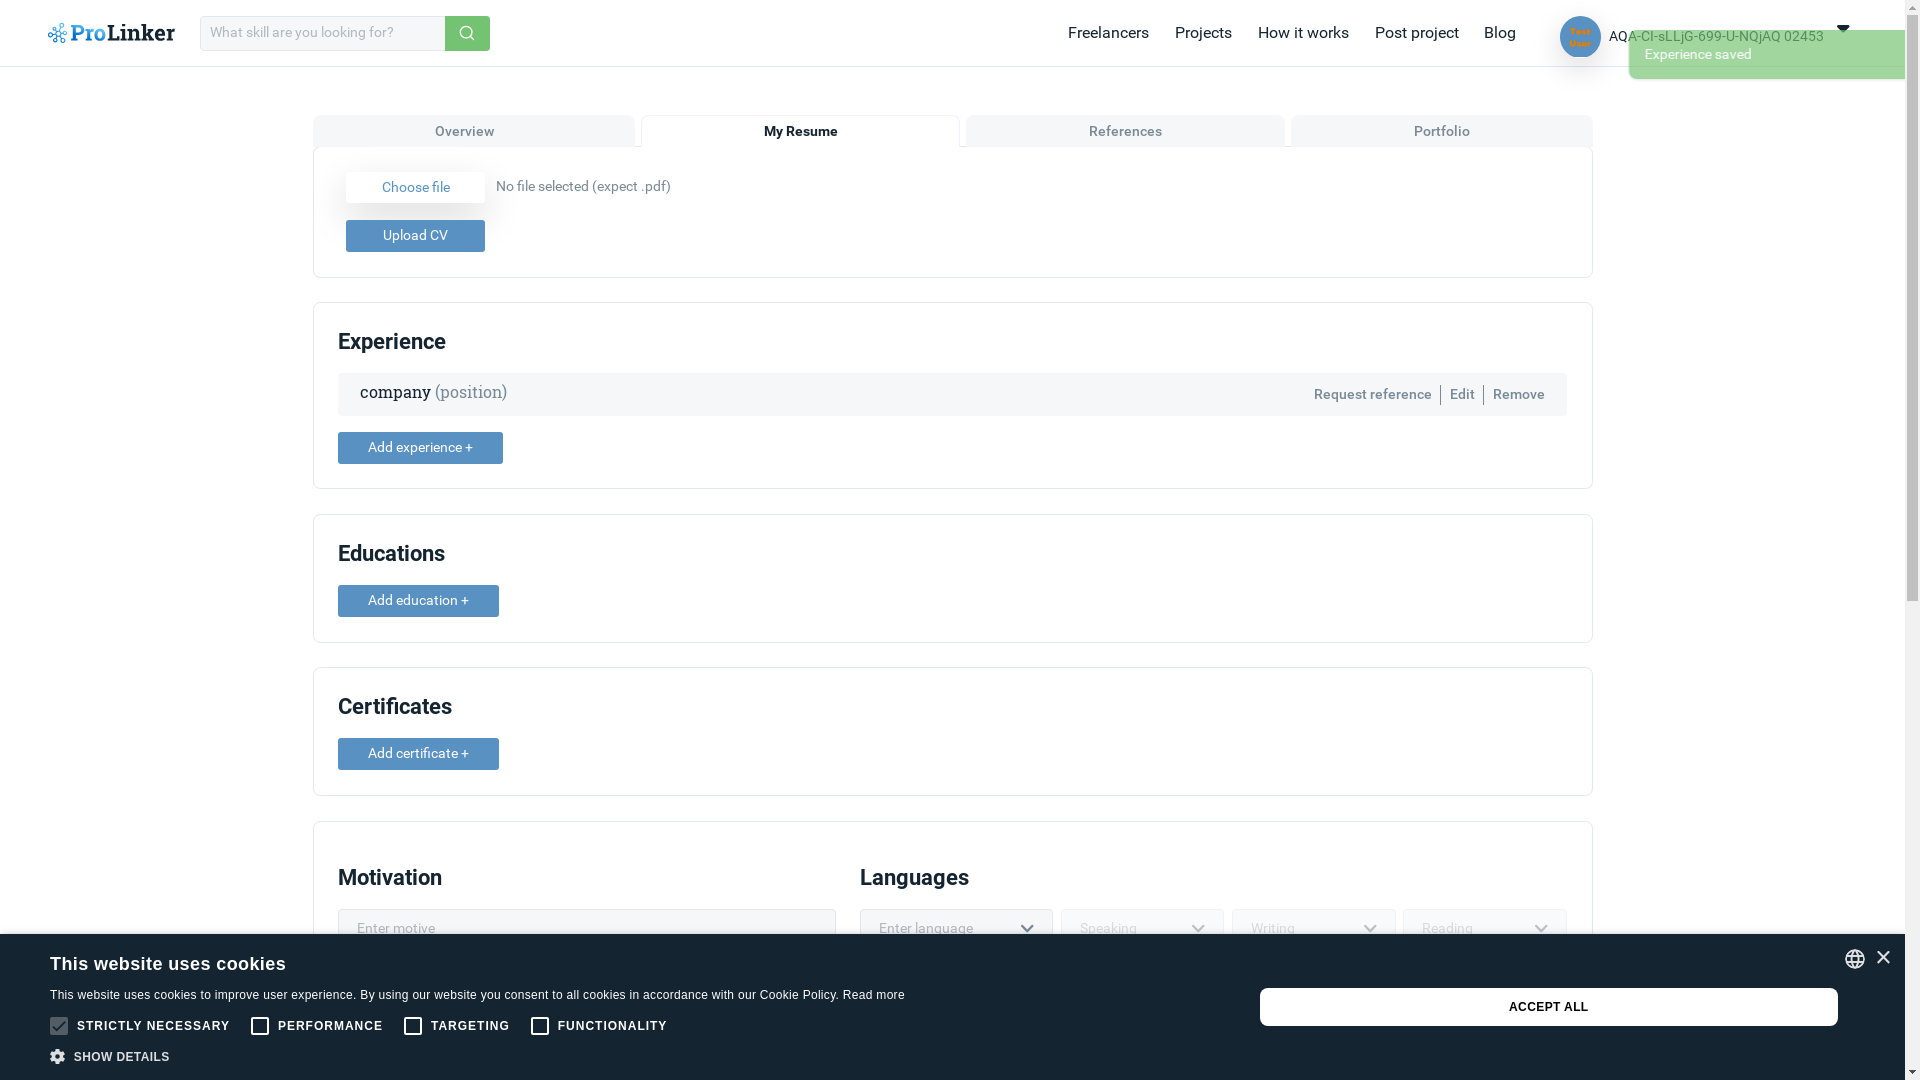 ProLinker
What skill are you looking for?
Freelancers
Projects
How it works
Post project
Blog
Test User
AQA-CI-sLLjG-699-U-NQjAQ 02453
Experience saved
Overview
My Resume
References
Portfolio
Choose file
No file selected (expect .pdf)
Upload CV
Experience
company (position)
Request reference
Edit
Remove
Add experience +
Educations
Add education +
Certificates
Add certificate +
Motivation
Languages
Enter motive
Enter language
Speaking
Writing
Reading
This website uses cookies
This website uses cookies to improve user experience. By using our website you consent to all cookies in accordance with our Cookie Policy. Read more
STRICTLY NECESSARY
PERFORMANCE
TARGETING
FUNCTIONALITY
SHOW DETAILS
ACCEPT ALL